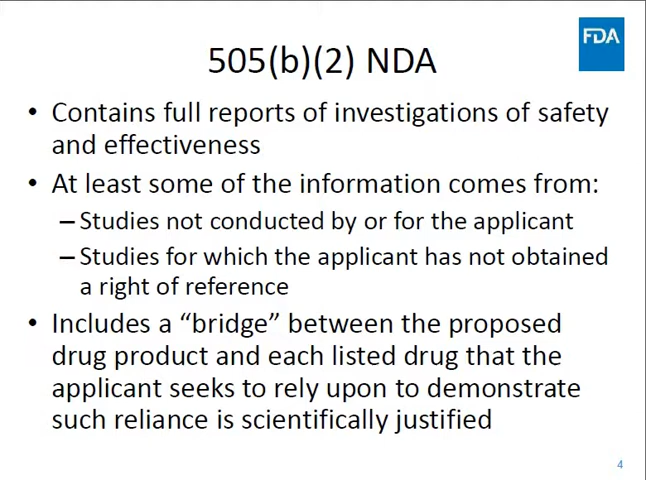 FDA
505(b)(2) NDA
• Contains full reports of investigations of safety
and effectiveness
• At least some of the information comes from:
– Studies not conducted by or for the applicant
– Studies for which the applicant has not obtained
a right of reference
• Includes a “bridge” between the proposed
drug product and each listed drug that the
applicant seeks to rely upon to demonstrate
such reliance is scientifically justified
4